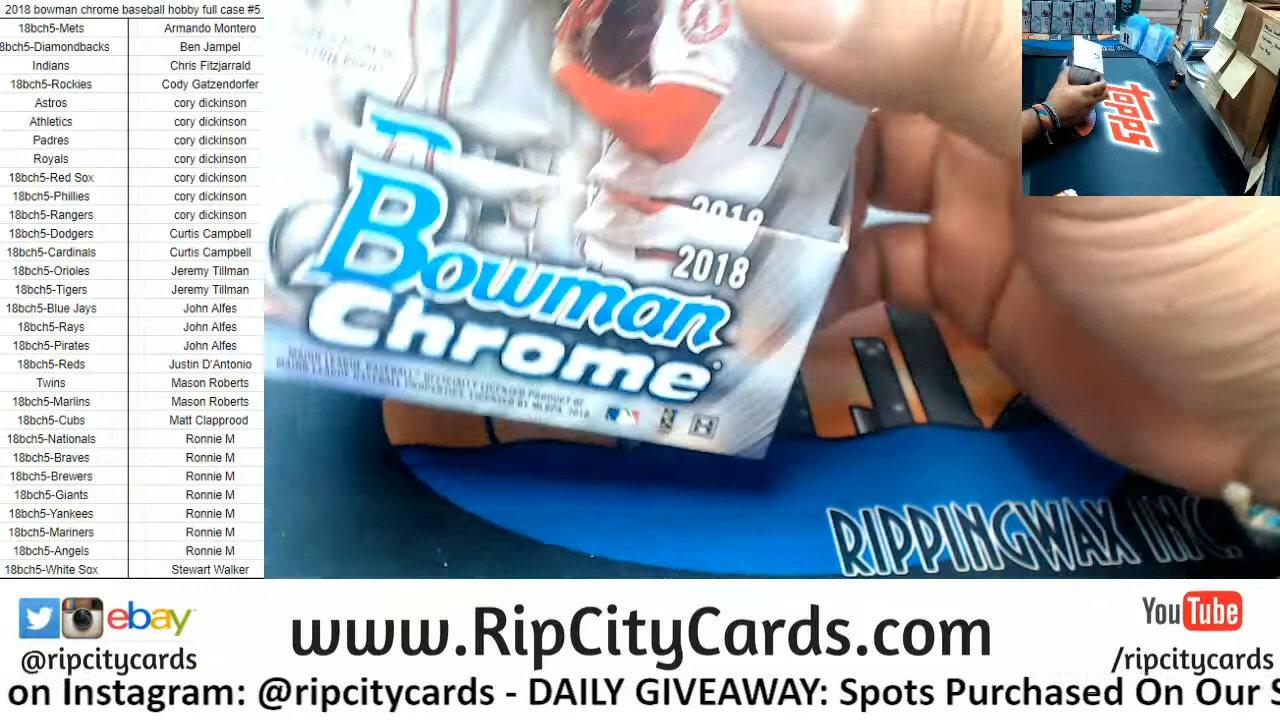 2018 bowman chrome baseball hobby full case #5
18bch5-Mets Armando Montero
8bch5-Diamondbacks Ben Jampel
Indians Chris Fitzjarrald
18bch5-Rockies Cody Gatzendorfer
Astros cory dickinson
Athletics cory dickinson
Padres cory dickinson
Royals cory dickinson
18bch5-Red Sox cory dickinson
18bch5-Phillies cory dickinson
18bch5-Rangers cory dickinson
18bch5-Dodgers Curtis Campbell
18bch5-Cardinals Curtis Campbell
18bch5-Orioles Jeremy Tillman
18bch5-Tigers Jeremy Tillman
18bch5-Blue Jays John Alfes
18bch5-Rays John Alfes
18bch5-Pirates John Alfes
18bch5-Reds Justin D'Antonio
Twins Mason Roberts
18bch5-Marlins Mason Roberts
18bch5-Cubs Matt Clapprood
18bch5-Nationals Ronnie M
18bch5-Braves Ronnie M
18bch5-Brewers Ronnie M
18bch5-Giants Ronnie M
18bch5-Yankees Ronnie M
18bch5-Mariners Ronnie M
18bch5-Angels Ronnie M
18bch5-White Sox Stewart Walker
2018
2018
Bowman
Chrome
RIPPINGWAX INC.
topps
ebay
@ripcitycards
www.RipCityCards.com
YouTube
/ripcitycards
on Instagram: @ripcitycards - DAILY GIVEAWAY: Spots Purchased On Our S